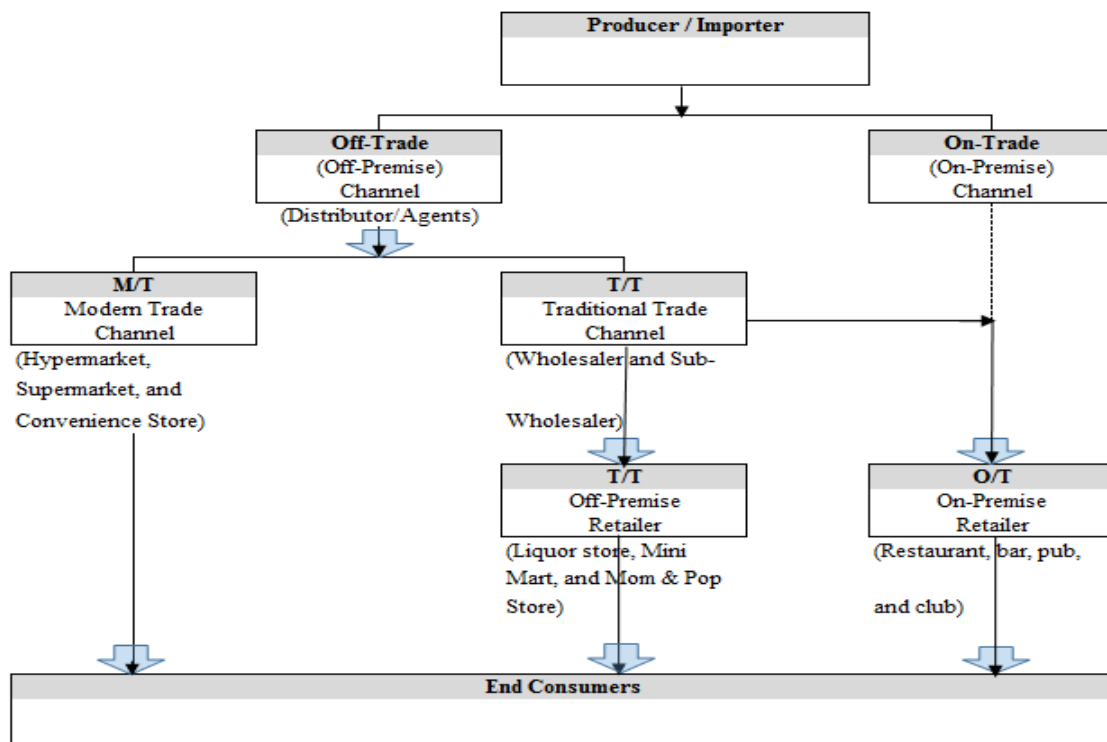 Producer / Importer
Off-Trade
(Off-Premise)
Channel
(Distributor/Agents)
On-Trade
(On-Premise)
Channel
M/T
Modern Trade
Channel
(Hypermarket,
Supermarket, and
Convenience Store)
T/T
Traditional Trade
Channel
(Wholesaler and Sub-
Wholesaler)
T/T
Off-Premise
Retailer
(Liquor store, Mini
Mart, and Mom & Pop
Store)
O/T
On-Premise
Retailer
(Restaurant, bar, pub,
and club)
End Consumers